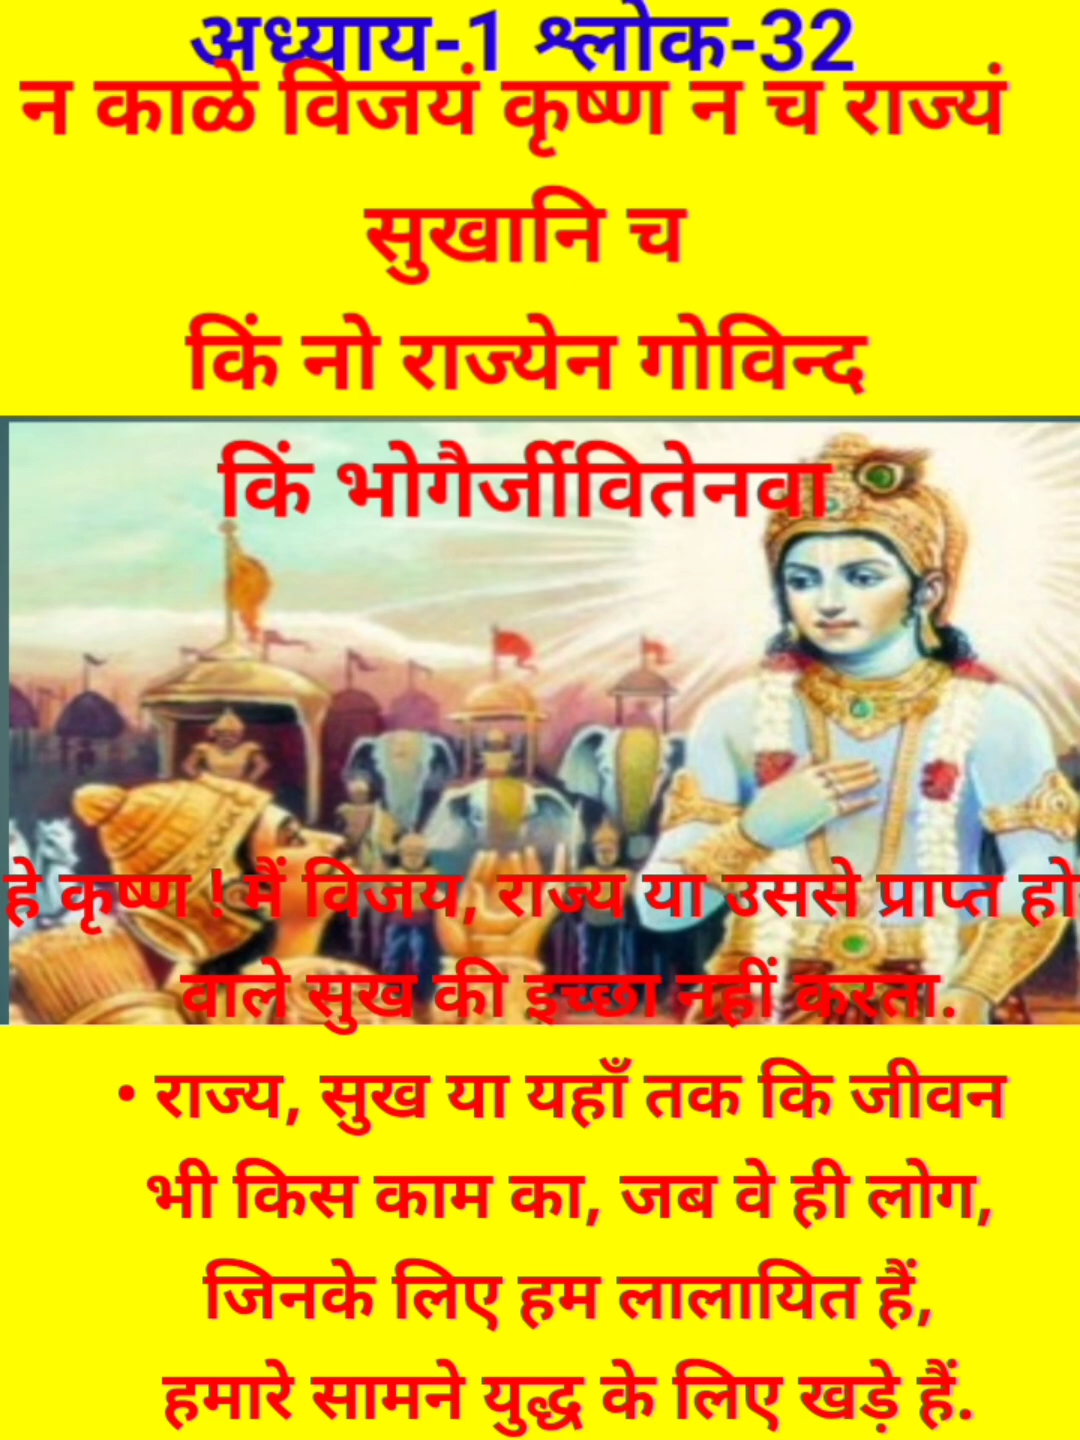 अध्याय-1 श्लोक-32
न काळे विजयं कृष्ण न च राज्यं
सुखानि च
किं नो राज्येन गोविन्द
किं भोगैर्जीवितेनवा
हे कृष्ण ! मैं विजय, राज्य या उससे प्राप्त हो
वाले सुख की इच्छा नहीं करता.
• राज्य, सुख या यहाँ तक कि जीवन
भी किस काम का, जब वे ही लोग,
जिनके लिए हम लालायित हैं,
हमारे सामने युद्ध के लिए खड़े हैं.